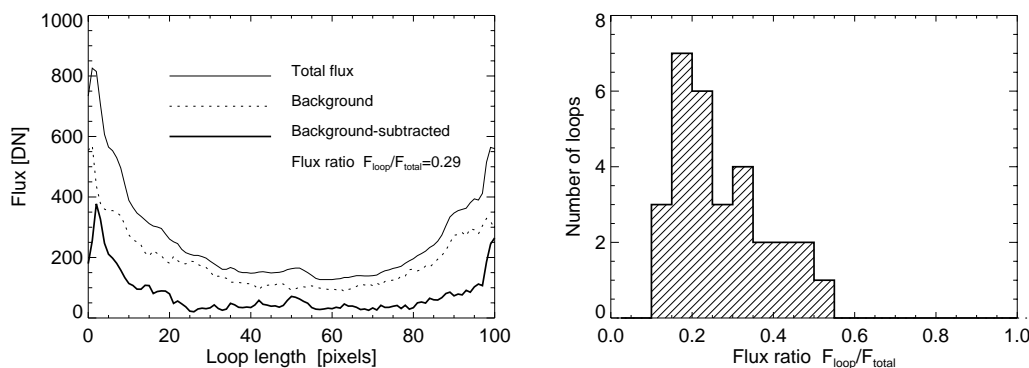 1000
800
600
400
200
0
Flux [DN]
Total flux
Background
Background-subtracted
Flux ratio F_loop/F_total=0.29
0 20 40 60 80 100
Loop length [pixels]
8
6
4
2
0
Number of loops
0.0 0.2 0.4 0.6 0.8 1.0
Flux ratio F_loop/F_total